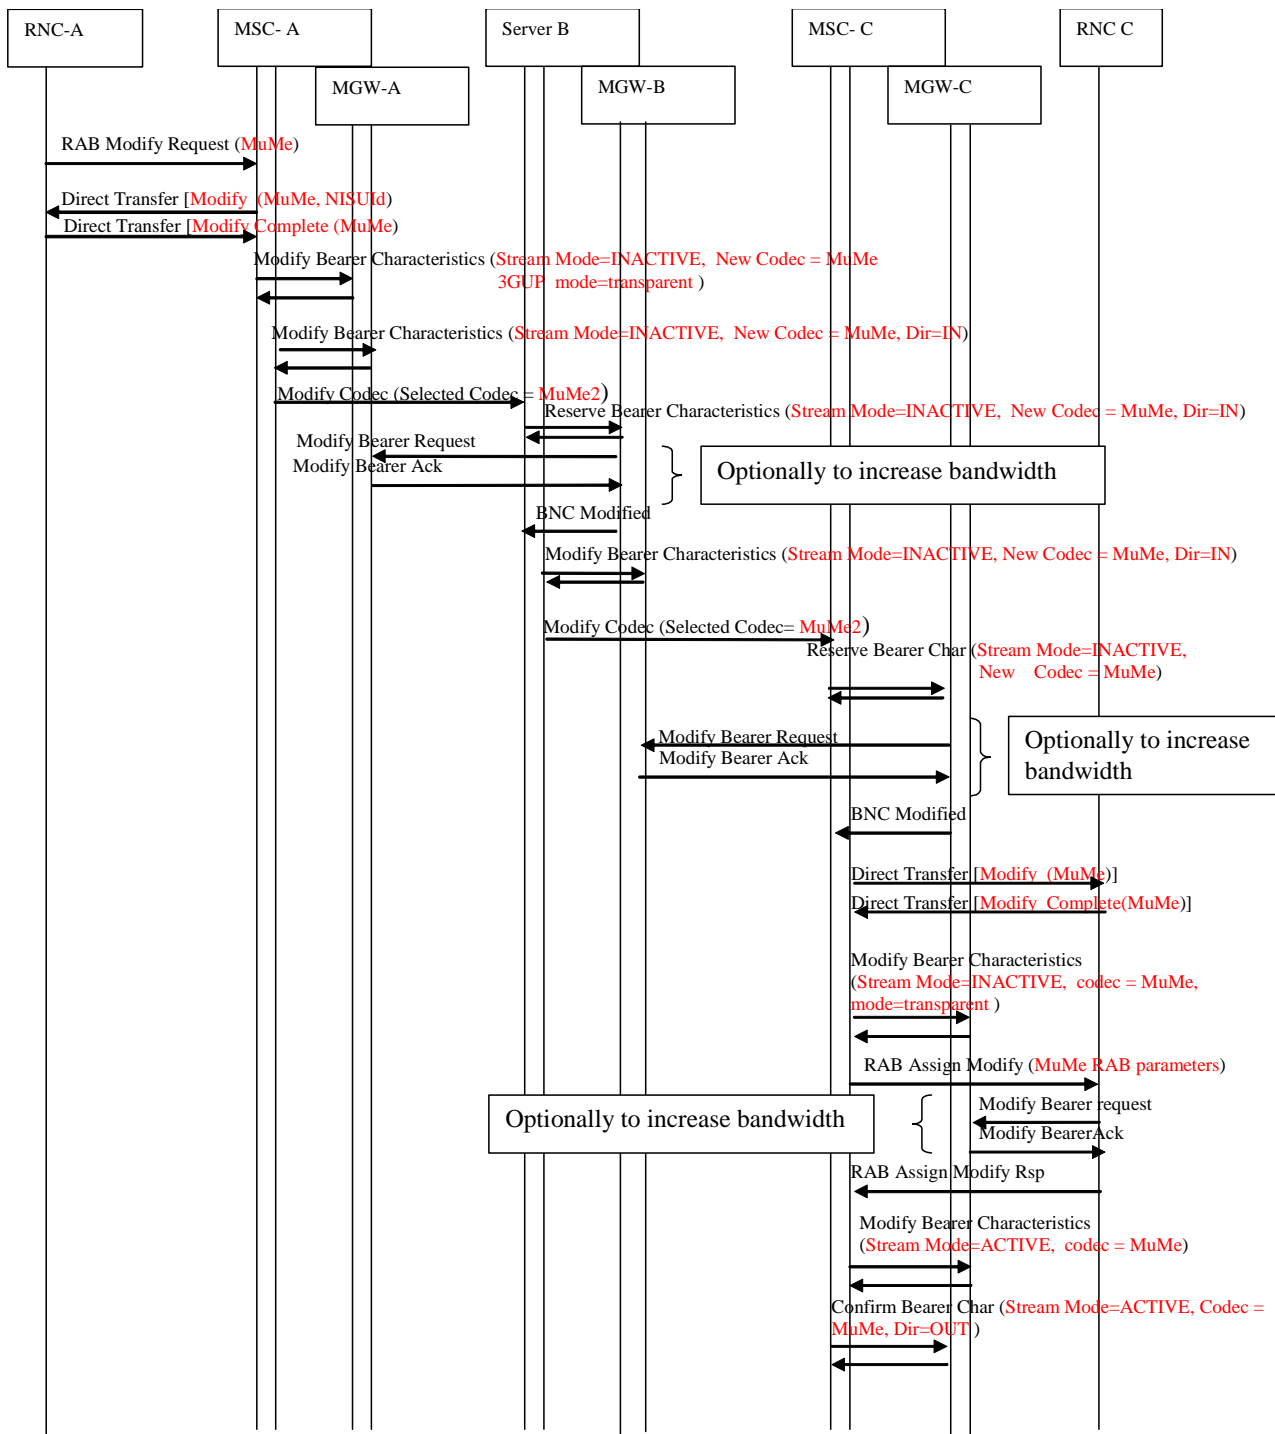 RNC-A
MSC- A
Server B
MSC- C
RNC C
MGW-A
MGW-B
MGW-C
RAB Modify Request (MuMe)
Direct Transfer [Modify (MuMe, NISUId)
Direct Transfer [Modify Complete (MuMe)
Modify Bearer Characteristics (Stream Mode=INACTIVE, New Codec = MuMe
3GUP mode=transparent )
Modify Bearer Characteristics (Stream Mode=INACTIVE, New Codec = MuMe, Dir=IN)
Modify Codec (Selected Codec = MuMe2)
Reserve Bearer Characteristics (Stream Mode=INACTIVE, New Codec = MuMe, Dir=IN)
Modify Bearer Request
Modify Bearer Ack
Optionally to increase bandwidth
BNC Modified
Modify Bearer Characteristics (Stream Mode=INACTIVE, New Codec = MuMe, Dir=IN)
Modify Codec (Selected Codec= MuMe2)
Reserve Bearer Char (Stream Mode=INACTIVE,
New Codec = MuMe)
Modify Bearer Request
Modify Bearer Ack
Optionally to increase
bandwidth
BNC Modified
Direct Transfer [Modify (MuMe)]
Direct Transfer [Modify Complete(MuMe)]
Modify Bearer Characteristics
(Stream Mode=INACTIVE, codec = MuMe,
mode=transparent )
RAB Assign Modify (MuMe RAB parameters)
Optionally to increase bandwidth
Modify Bearer request
Modify BearerAck
RAB Assign Modify Rsp
Modify Bearer Characteristics
(Stream Mode=ACTIVE, codec = MuMe)
Confirm Bearer Char (Stream Mode=ACTIVE, Codec =
MuMe, Dir=OUT )